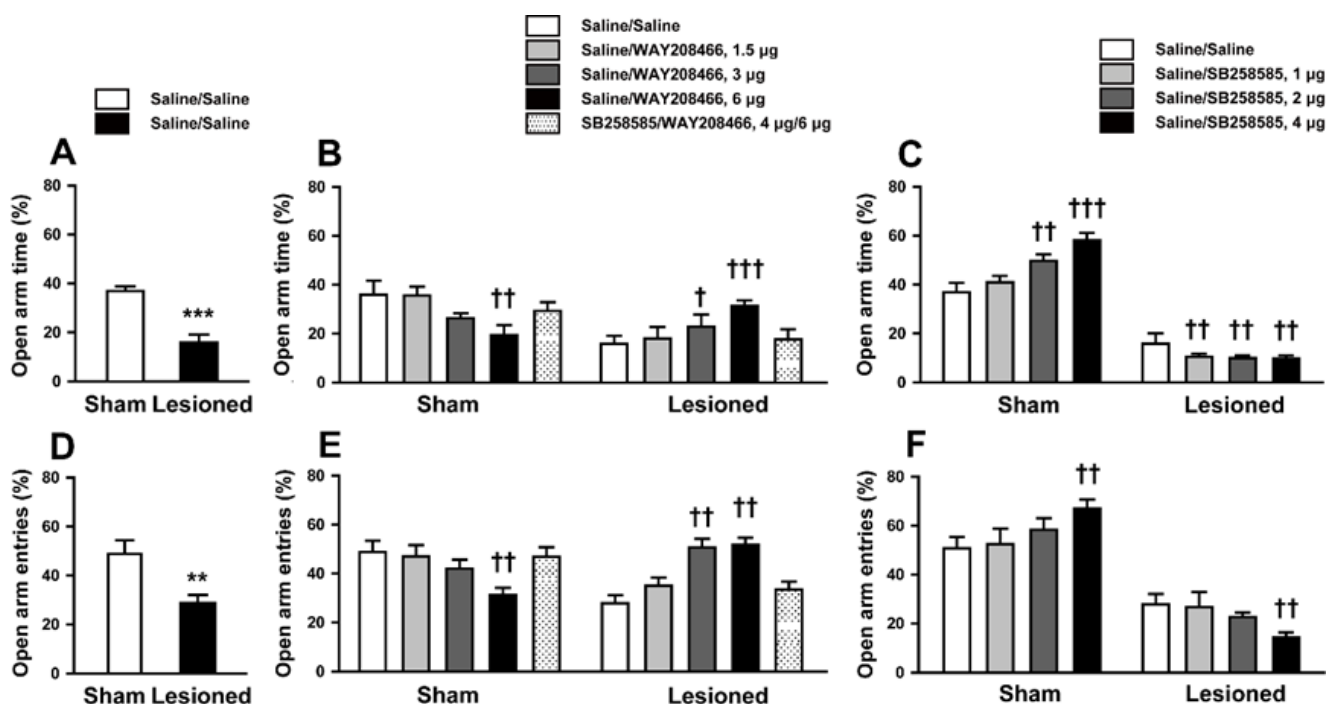 Saline/Saline
Saline/Saline
Saline/Saline
Saline/WAY208466, 1.5 µg
Saline/WAY208466, 3 µg
Saline/WAY208466, 6 µg
SB258585/WAY208466, 4 µg/6 µg
Saline/Saline
Saline/SB258585, 1 µg
Saline/SB258585, 2 µg
Saline/SB258585, 4 µg
A
Open arm time (%)
80
60
40
20
0
***
Sham Lesioned
B
Open arm time (%)
80
60
40
20
0
††
†
†††
Sham Lesioned
C
Open arm time (%)
80
60
40
20
0
††
†††
††
††
††
Sham Lesioned
D
Open arm entries (%)
80
60
40
20
0
**
Sham Lesioned
E
Open arm entries (%)
80
60
40
20
0
††
††
††
Sham Lesioned
F
Open arm entries (%)
80
60
40
20
0
††
††
Sham Lesioned